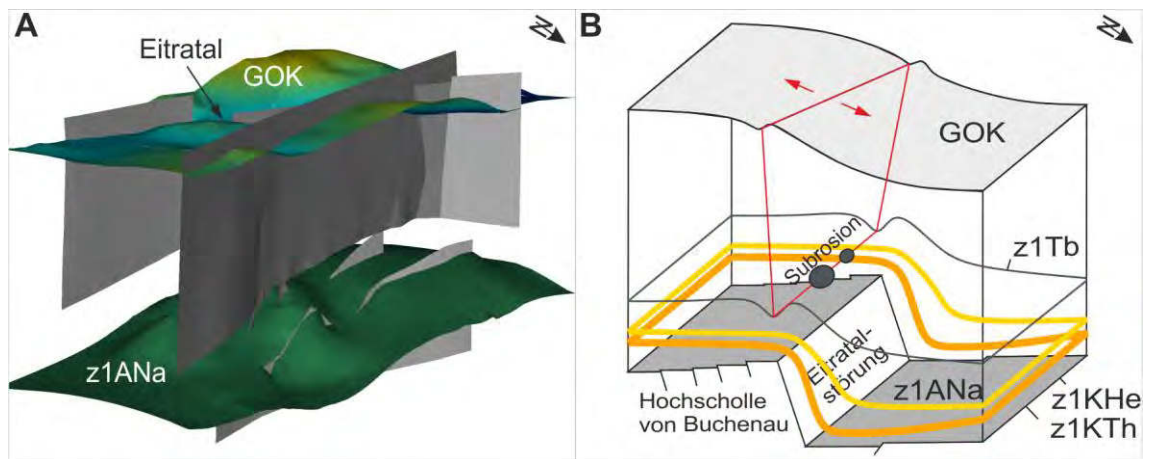 A
Eitratal
GOK
N
z1ANa
B
N
GOK
z1Tb
Subrosion
Eitratal-
störung
z1ANa
Hochscholle
von Buchenau
z1KHe
z1KTh